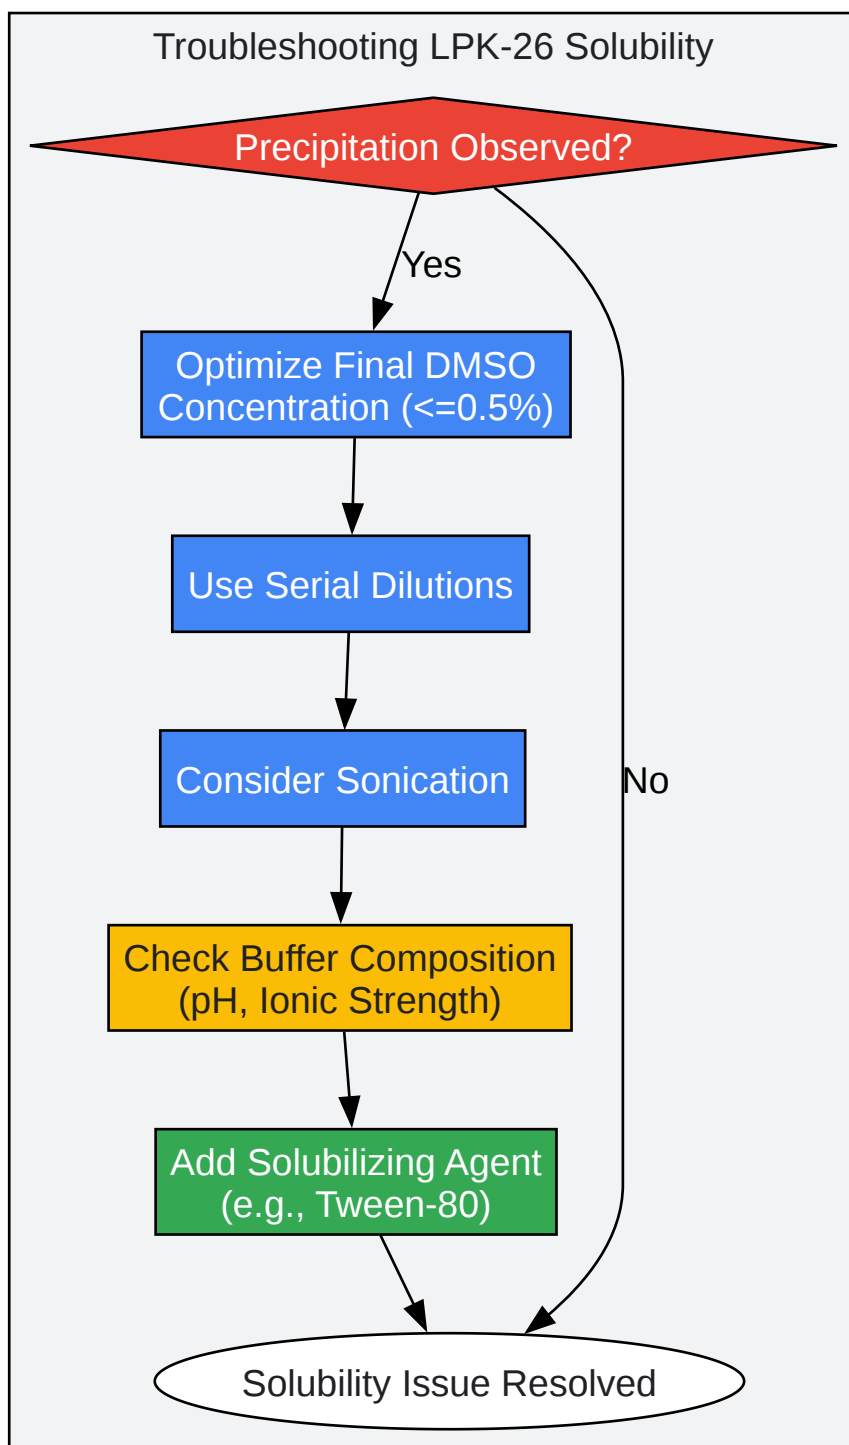 Troubleshooting LPK-26 Solubility
Precipitation Observed?
Yes
Optimize Final DMSO
Concentration (<=0.5%)
Use Serial Dilutions
Consider Sonication
No
Check Buffer Composition
(pH, Ionic Strength)
Add Solubilizing Agent
(e.g., Tween-80)
Solubility Issue Resolved